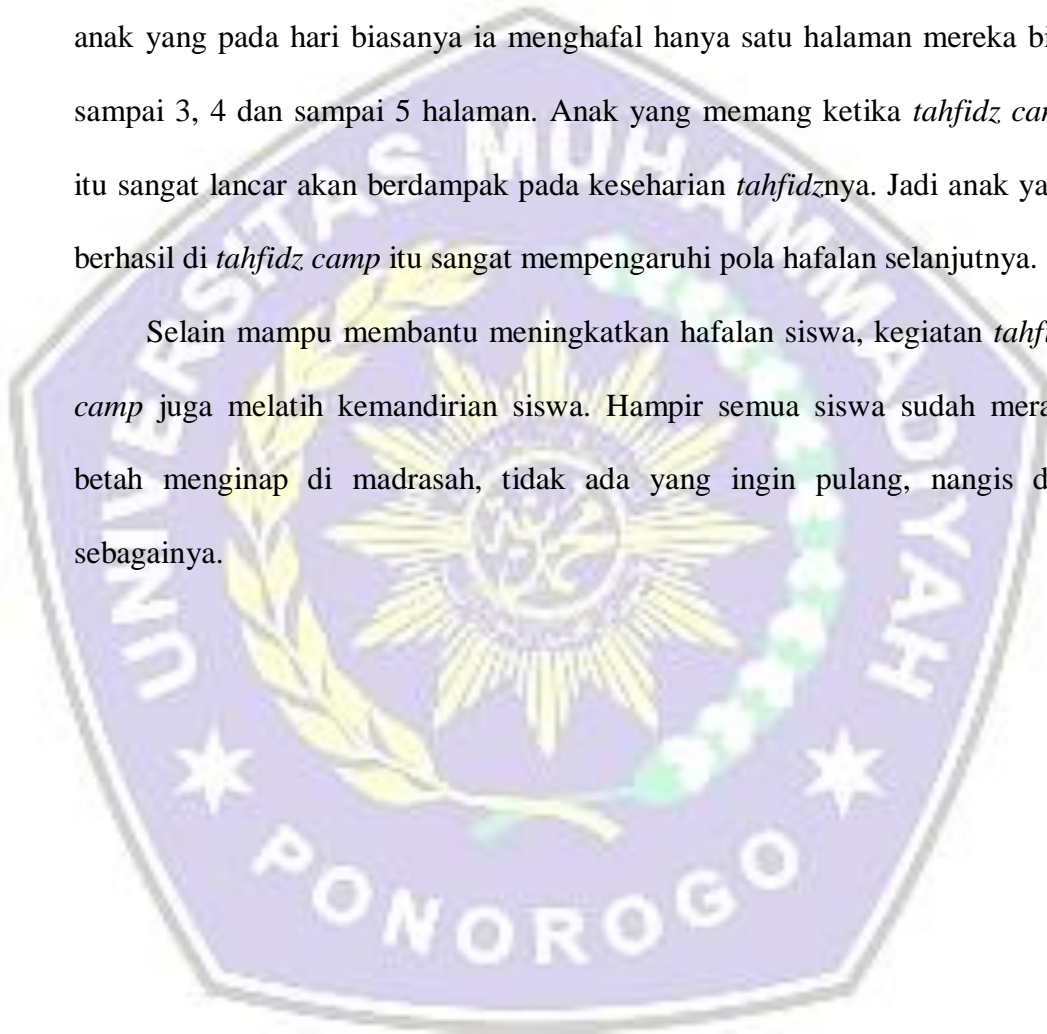 anak yang pada hari biasanya ia menghafal hanya satu halaman mereka bi
sampai 3, 4 dan sampai 5 halaman. Anak yang memang ketika tahfidz cam
itu sangat lancar akan berdampak pada keseharian tahfidznya. Jadi anak ya
berhasil di tahfidz camp itu sangat mempengaruhi pola hafalan selanjutnya.
Selain mampu membantu meningkatkan hafalan siswa, kegiatan tahfi
camp juga melatih kemandirian siswa. Hampir semua siswa sudah mera
betah menginap di madrasah, tidak ada yang ingin pulang, nangis d
sebagainya.
UNIVERSITAS MUHAMMADIYAH
PONOROGO